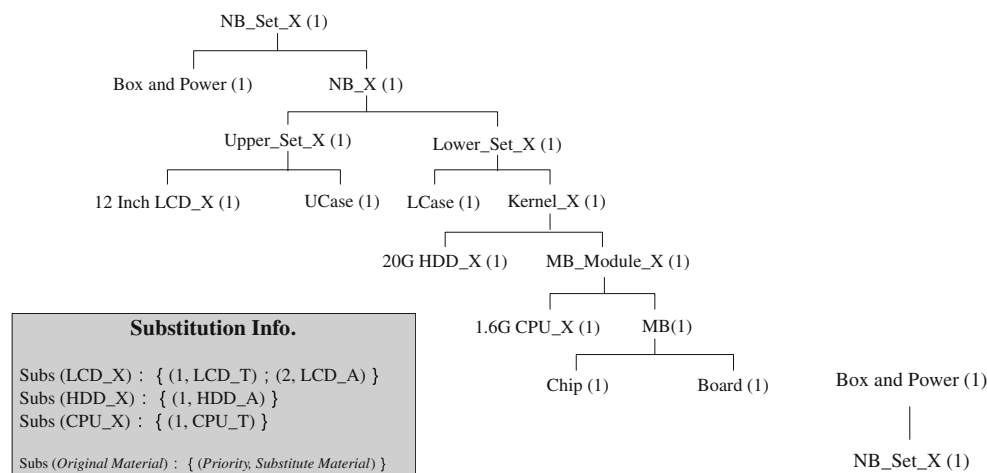 NB_Set_X (1)
Box and Power (1)
NB_X (1)
Upper_Set_X (1)
Lower_Set_X (1)
12 Inch LCD_X (1)
UCase (1)
LCase (1)
Kernel_X (1)
20G HDD_X (1)
MB_Module_X (1)
1.6G CPU_X (1)
MB(1)
Chip (1)
Board (1)
Substitution Info.
Subs (LCD_X) : { (1, LCD_T) ; (2, LCD_A) }
Subs (HDD_X) : { (1, HDD_A) }
Subs (CPU_X) : { (1, CPU_T) }
Subs (Original Material) : { (Priority, Substitute Material) }
Box and Power (1)
NB_Set_X (1)